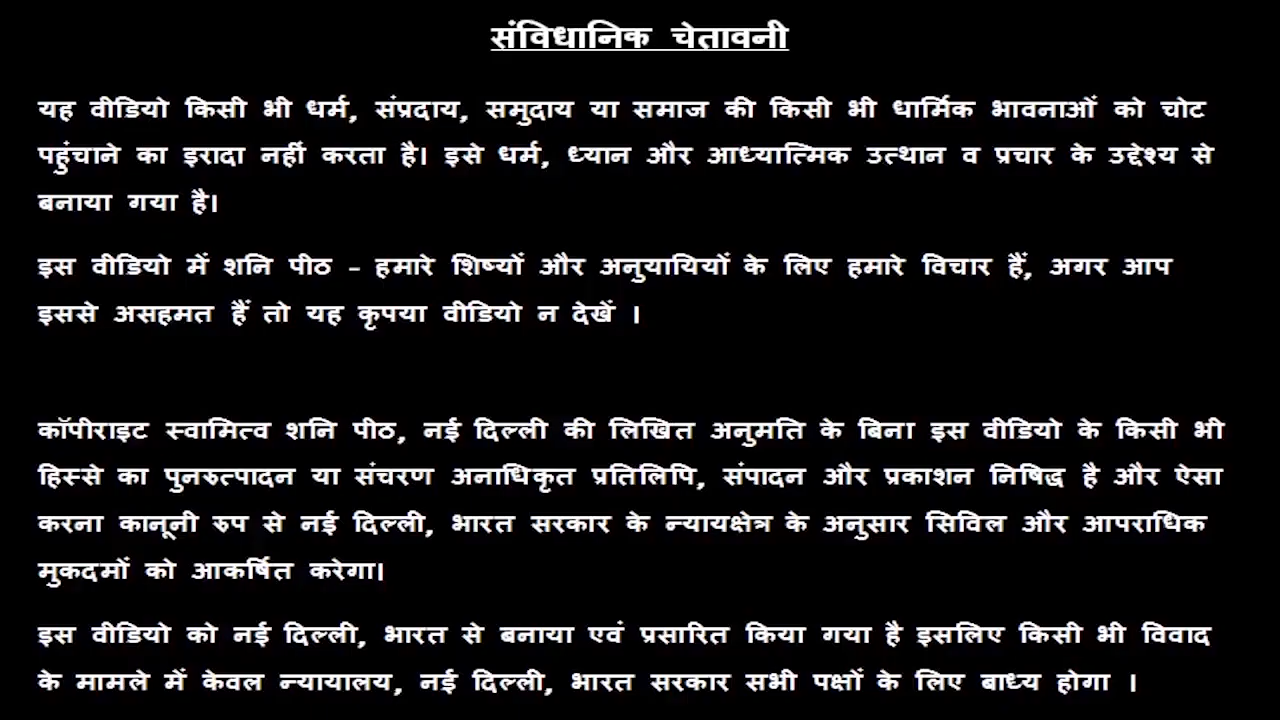 संविधानिक चेतावनी
यह वीडियो किसी भी धर्म, संप्रदाय, समुदाय या समाज की किसी भी धार्मिक भावनाओं को चोट
पहुंचाने का इरादा नहीं करता है। इसे धर्म, ध्यान और आध्यात्मिक उत्थान व प्रचार के उद्देश्य से
बनाया गया है।
इस वीडियो में शनि पीठ – हमारे शिष्यों और अनुयायियों के लिए हमारे विचार हैं, अगर आप
इससे असहमत हैं तो यह कृपया वीडियो न देखें ।
कॉपीराइट स्वामित्व शनि पीठ, नई दिल्ली की लिखित अनुमति के बिना इस वीडियो के किसी भी
हिस्से का पुनरुत्पादन या संचरण अनाधिकृत प्रतिलिपि, संपादन और प्रकाशन निषिद्ध है और ऐसा
करना कानूनी रुप से नई दिल्ली, भारत सरकार के न्यायक्षेत्र के अनुसार सिविल और आपराधिक
मुकदमों को आकर्षित करेगा।
इस वीडियो को नई दिल्ली, भारत से बनाया एवं प्रसारित किया गया है इसलिए किसी भी विवाद
के मामले में केवल न्यायालय, नई दिल्ली, भारत सरकार सभी पक्षों के लिए बाध्य होगा ।